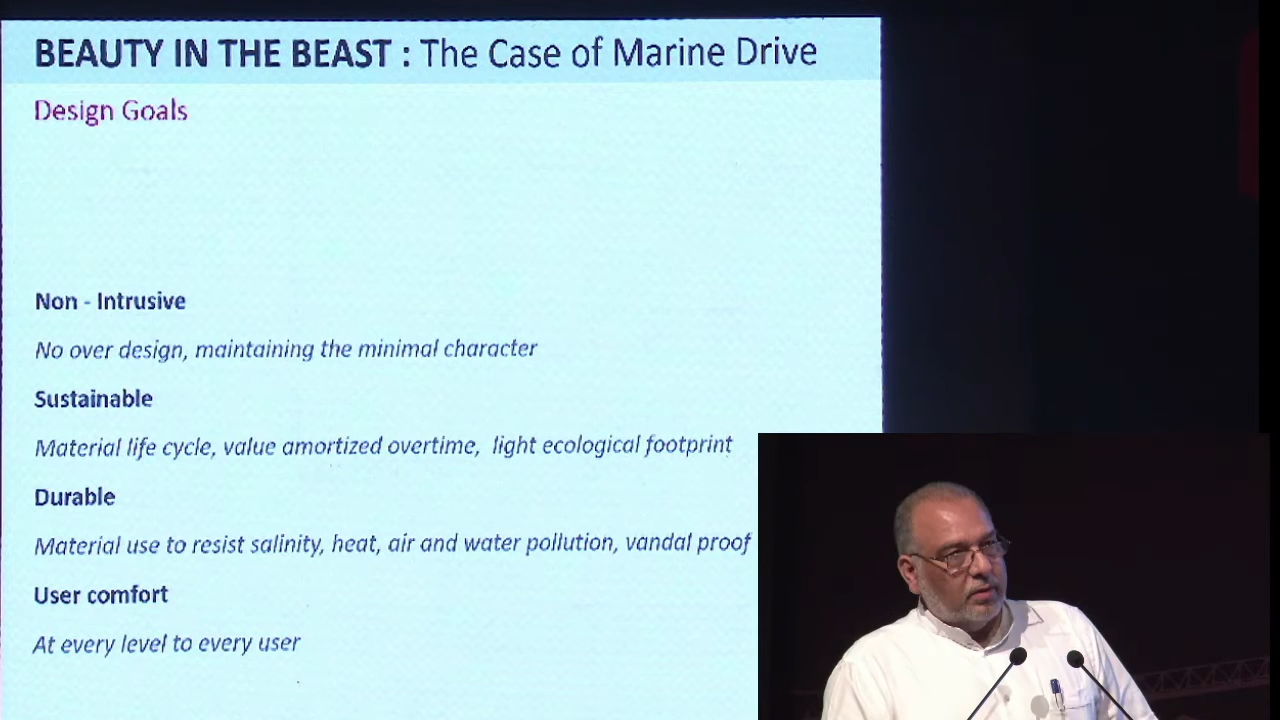 BEAUTY IN THE BEAST : The Case of Marine Drive
Design Goals
Non - Intrusive
No over design, maintaining the minimal character
Sustainable
Material life cycle, value amortized overtime, light ecological footprint
Durable
Material use to resist salinity, heat, air and water pollution, vandal proof
User comfort
At every level to every user